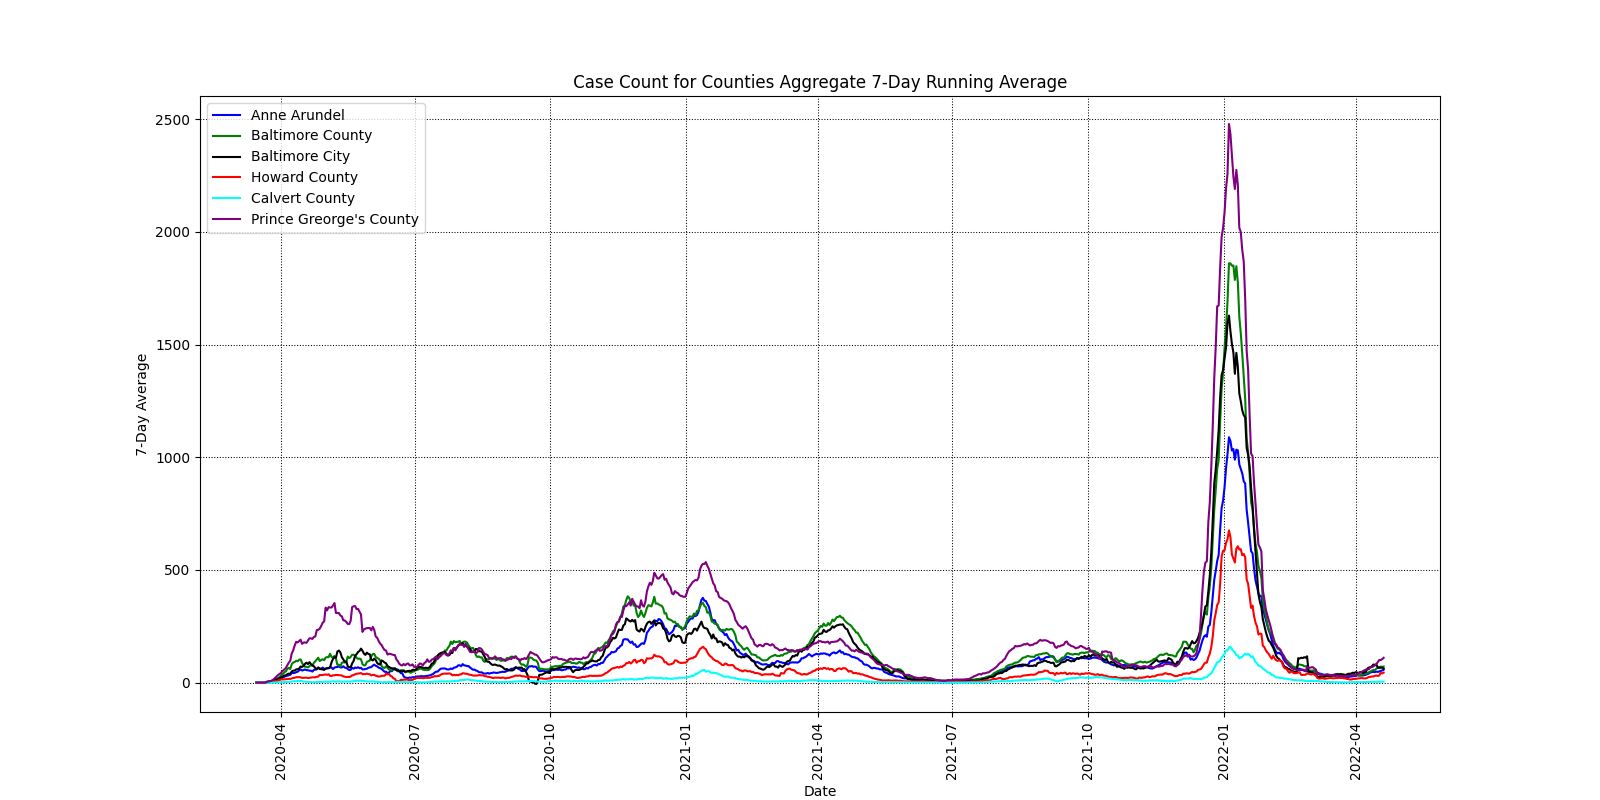 Case Count for Counties Aggregate 7-Day Running Average
Anne Arundel
Baltimore County
Baltimore City
Howard County
Calvert County
Prince Greorge's County
7-Day Average
2500
2000
1500
1000
500
0
2020-04
2020-07
2020-10
2021-01
2021-04
2021-07
2021-10
2022-01
2022-04
Date